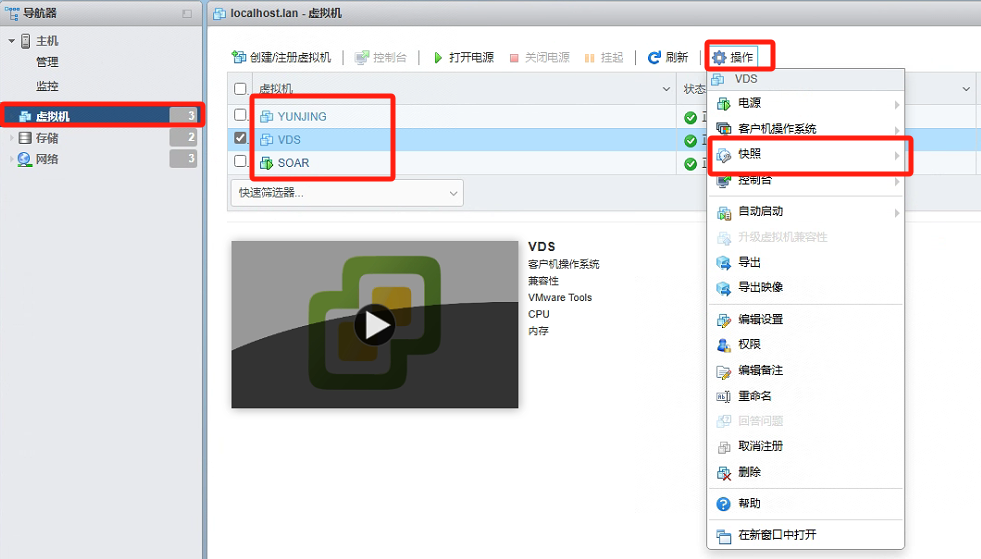 导航器
localhost.lan - 虚拟机
主机
管理
监控
虚拟机 3
存储 2
网络 3
创建/注册虚拟机 控制台 打开电源 关闭电源 挂起 刷新 操作
虚拟机 状态
YUNJING
VDS
SOAR
快速筛选器...
VDS
客户机操作系统
兼容性
VMware Tools
CPU
内存
VDS
电源
客户机操作系统
快照
控制台
自动启动
升级虚拟机兼容性
导出
导出映像
编辑设置
权限
编辑备注
重命名
回答问题
取消注册
删除
帮助
在新窗口中打开